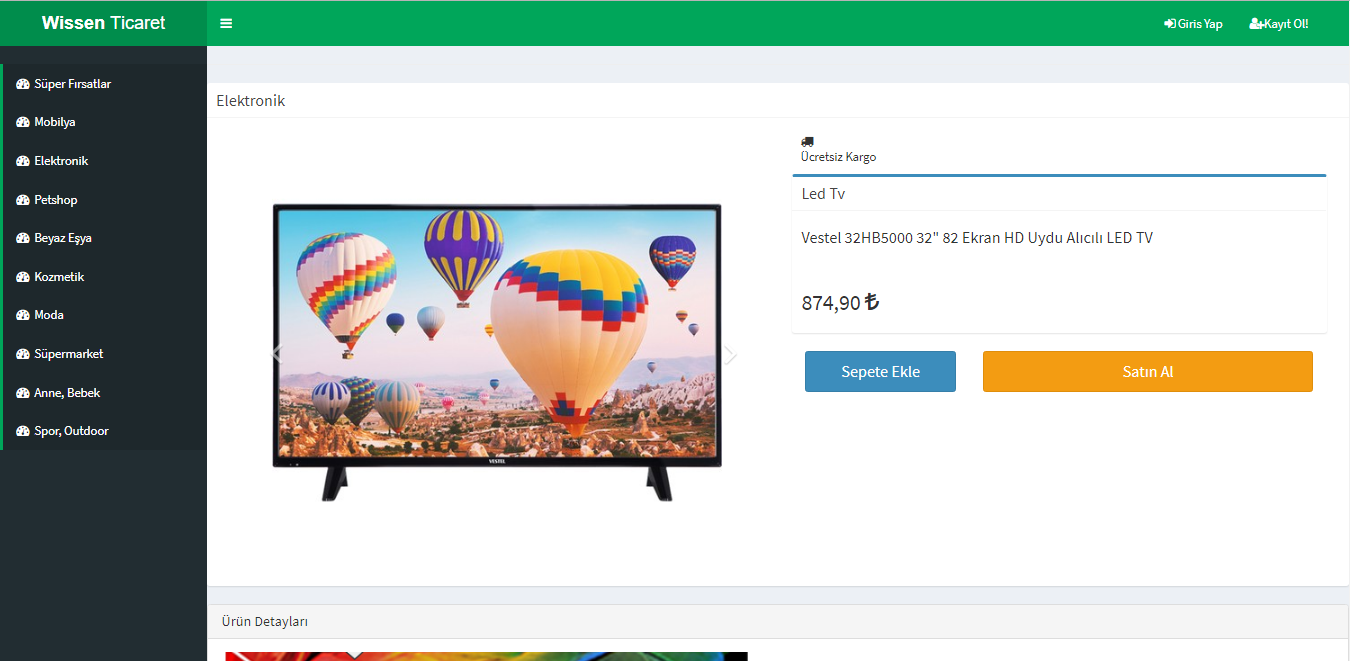 Wissen Ticaret
Giris Yap
Kayıt Ol!
Süper Fırsatlar
Mobilya
Elektronik
Petshop
Beyaz Eşya
Kozmetik
Moda
Süpermarket
Anne, Bebek
Spor, Outdoor
Elektronik
VESTEL
Ücretsiz Kargo
Led Tv
Vestel 32HB5000 32" 82 Ekran HD Uydu Alıcılı LED TV
874,90 ₺
Sepete Ekle
Satın Al
Ürün Detayları